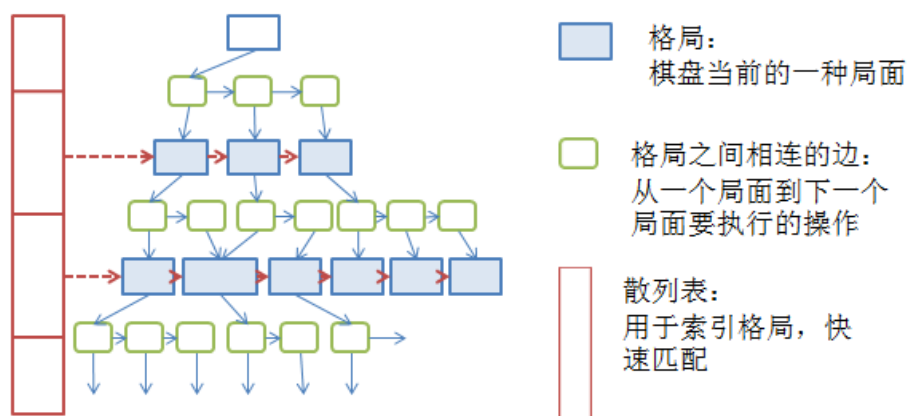 格局：
棋盘当前的一种局面
格局之间相连的边：
从一个局面到下一个
局面要执行的操作
散列表：
用于索引格局，快
速匹配